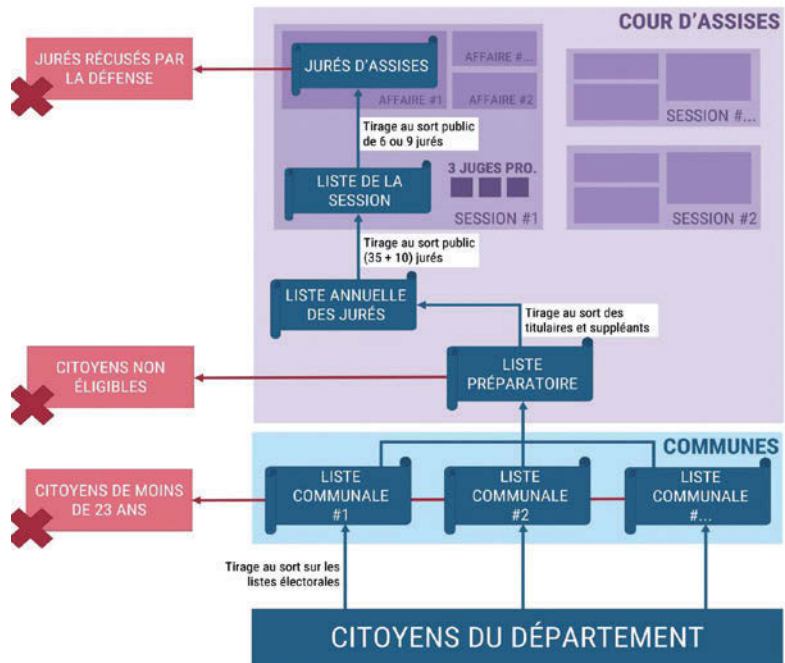 COUR D'ASSISES
JURÉS RÉCUSÉS PAR
LA DÉFENSE
JURÉS D'ASSISES
AFFAIRE #...
AFFAIRE #1
AFFAIRE #2
SESSION #...
Tirage au sort public
de 6 ou 9 jurés
LISTE DE LA
SESSION
3 JUGES PRO.
SESSION #1
SESSION #2
Tirage au sort public
(35 + 10) jurés
LISTE ANNUELLE
DES JURÉS
Tirage au sort des
titulaires et suppléants
CITOYENS NON
ÉLIGIBLES
LISTE
PRÉPARATOIRE
COMMUNES
CITOYENS DE MOINS
DE 23 ANS
LISTE
COMMUNALE
#1
LISTE
COMMUNALE
#2
LISTE
COMMUNALE
#...
Tirage au sort sur les
listes électorales
CITOYENS DU DÉPARTEMENT